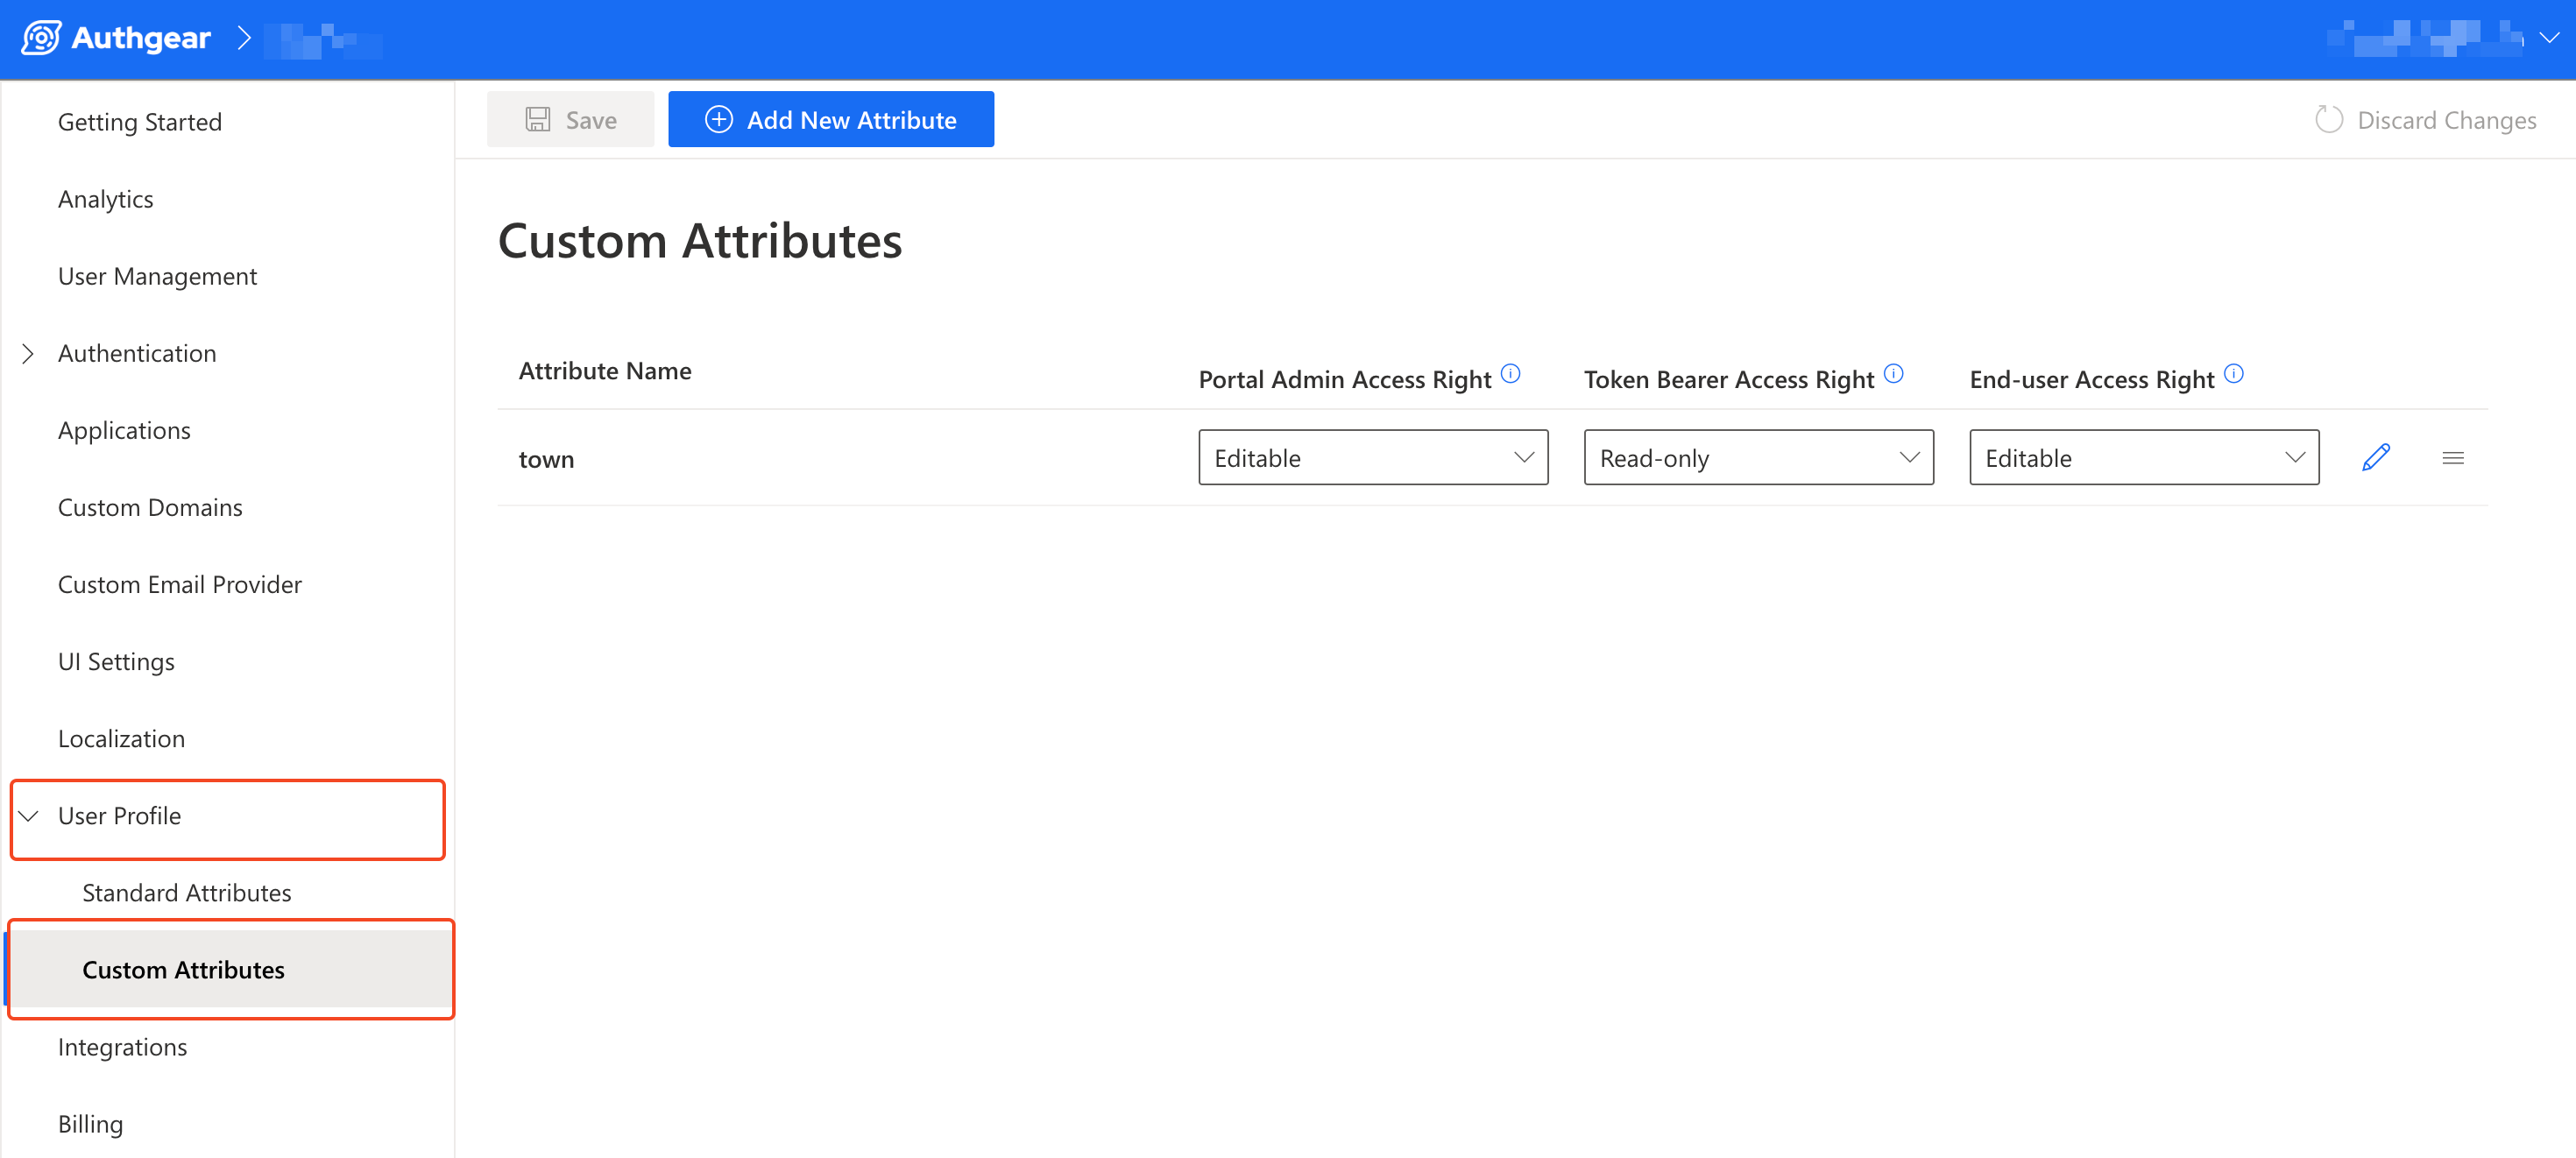 Authgear
Save
Add New Attribute
Discard Changes
Getting Started
Analytics
User Management
Authentication
Applications
Custom Domains
Custom Email Provider
UI Settings
Localization
User Profile
Standard Attributes
Custom Attributes
Integrations
Billing
Custom Attributes
Attribute Name
Portal Admin Access Right
Token Bearer Access Right
End-user Access Right
town
Editable
Read-only
Editable